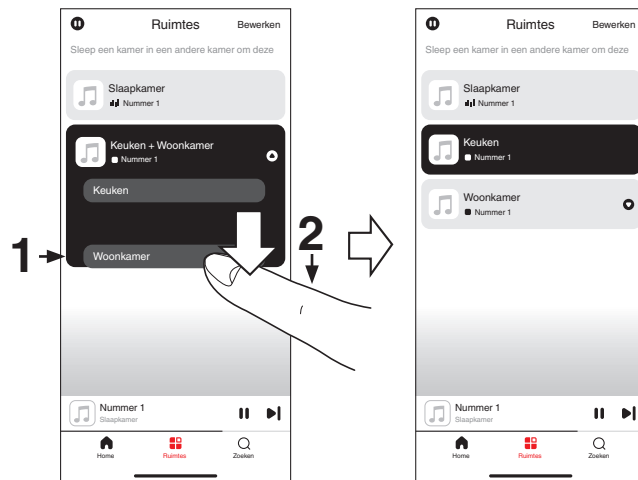 Ruimtes
Bewerken
Sleep een kamer in een andere kamer om deze
Slaapkamer
Nummer 1
Keuken + Woonkamer
Nummer 1
Keuken
Woonkamer
1
2
Nummer 1
Slaapkamer
Home
Ruimtes
Zoeken
Ruimtes
Bewerken
Sleep een kamer in een andere kamer om deze
Slaapkamer
Nummer 1
Keuken
Nummer 1
Woonkamer
Nummer 1
Nummer 1
Slaapkamer
Home
Ruimtes
Zoeken